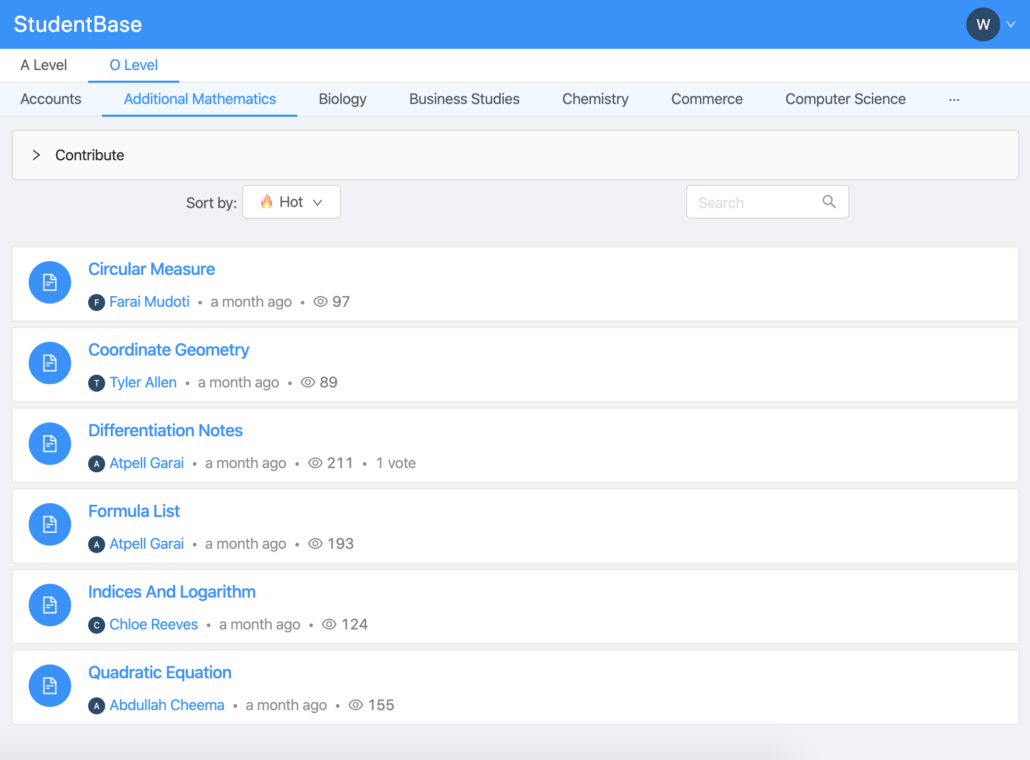 StudentBase W
A Level O Level
Accounts Additional Mathematics Biology Business Studies Chemistry Commerce Computer Science ...
Contribute
Sort by: Hot Search
Circular Measure
F Farai Mudoti • a month ago • 97
Coordinate Geometry
T Tyler Allen • a month ago • 89
Differentiation Notes
A Atpell Garai • a month ago • 211 • 1 vote
Formula List
A Atpell Garai • a month ago • 193
Indices And Logarithm
C Chloe Reeves • a month ago • 124
Quadratic Equation
A Abdullah Cheema • a month ago • 155